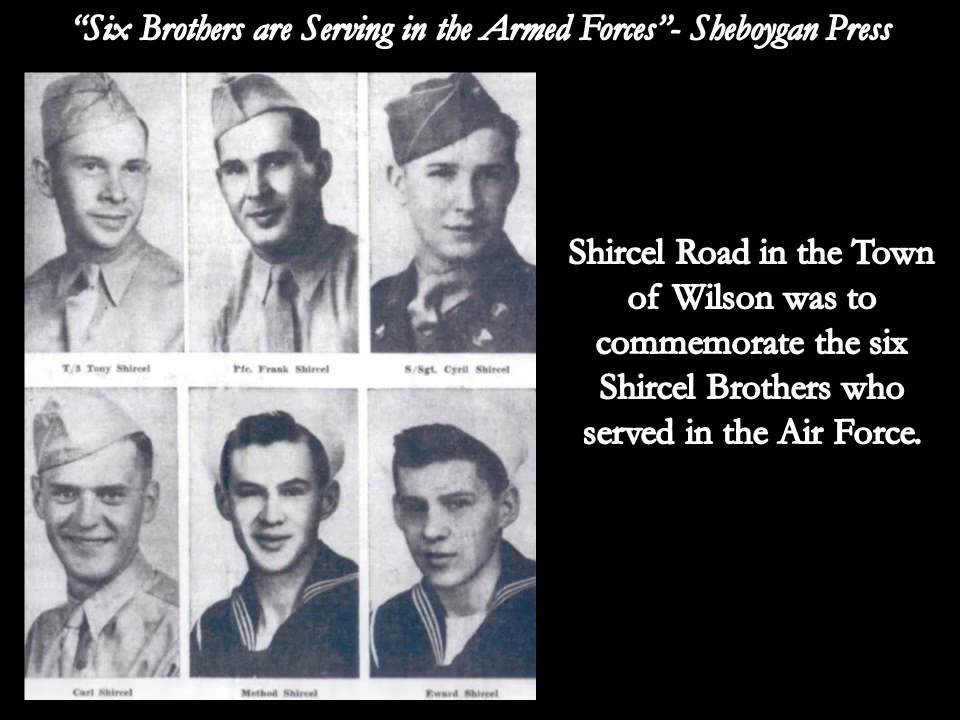 “Six Brothers are Serving in the Armed Forces”- Sheboygan Press
T/5 Tony Shircel
Pfc. Frank Shircel
S/Sgt. Cyril Shircel
Shircel Road in the Town
of Wilson was to
commemorate the six
Shircel Brothers who
served in the Air Force.
Carl Shircel
Method Shircel
Eward Shircel